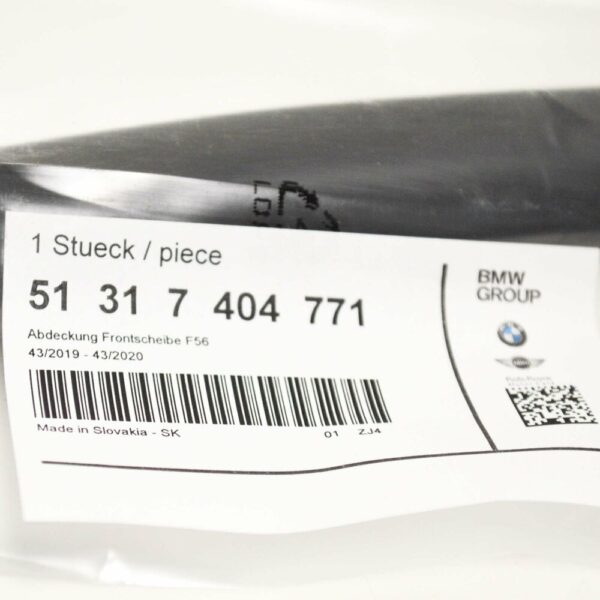 1 Stueck / piece
51 31 7 404 771
Abdeckung Frontscheibe F56
43/2019 - 43/2020
Made in Slovakia - SK
01 ZJ4
BMW
GROUP